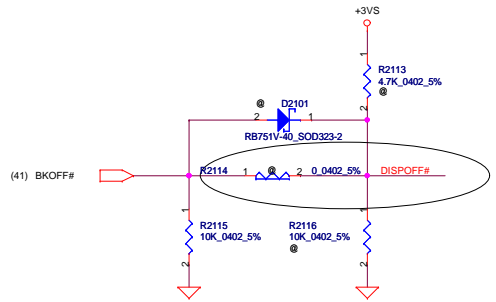 +3VS
1
R2113
4.7K_0402_5%
@
2
@
D2101
2
1
RB751V-40_SOD323-2
(41) BKOFF#
R2114
1
@
2
0_0402_5%
DISPOFF#
1
R2115
10K_0402_5%
2
1
R2116
10K_0402_5%
@
2